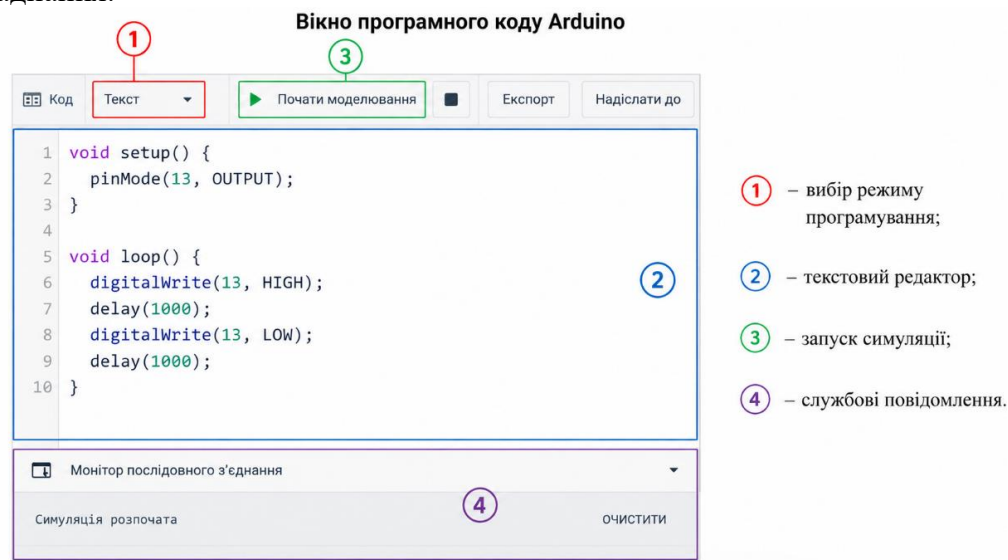 Вікно програмного коду Arduino
1
3
Код Текст Почати моделювання Експорт Надіслати до
1 void setup() {
2 pinMode(13, OUTPUT);
3 }
4
5 void loop() {
6 digitalWrite(13, HIGH);
7 delay(1000);
8 digitalWrite(13, LOW);
9 delay(1000);
10 }
2
Монітор послідовного з'єднання
Симуляція розпочата
4
ОЧИСТИТИ
1 – вибір режиму
програмування;
2 – текстовий редактор;
3 – запуск симуляції;
4 – службові повідомлення.